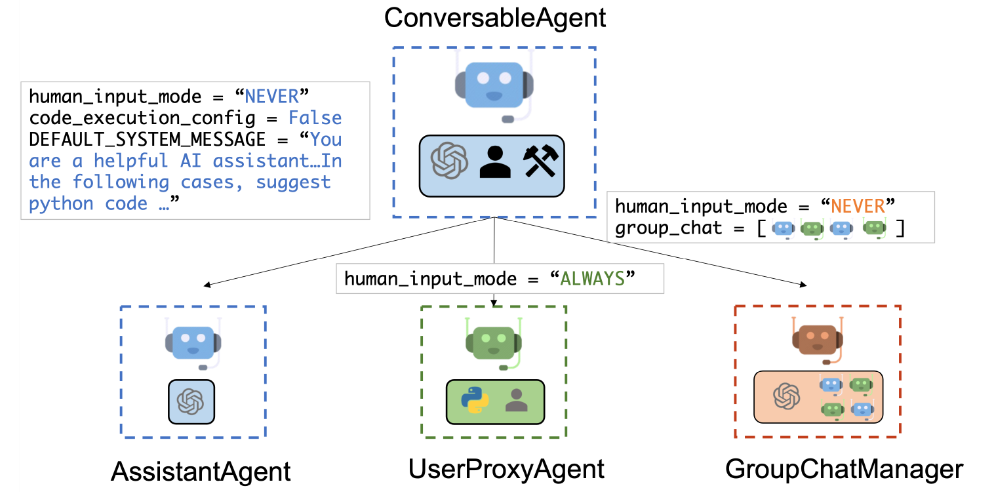 ConversableAgent
human_input_mode = “NEVER”
code_execution_config = False
DEFAULT_SYSTEM_MESSAGE = “You
are a helpful AI assistant…In
the following cases, suggest
python code …”
human_input_mode = “NEVER”
group_chat = [ ]
human_input_mode = “ALWAYS”
AssistantAgent
UserProxyAgent
GroupChatManager